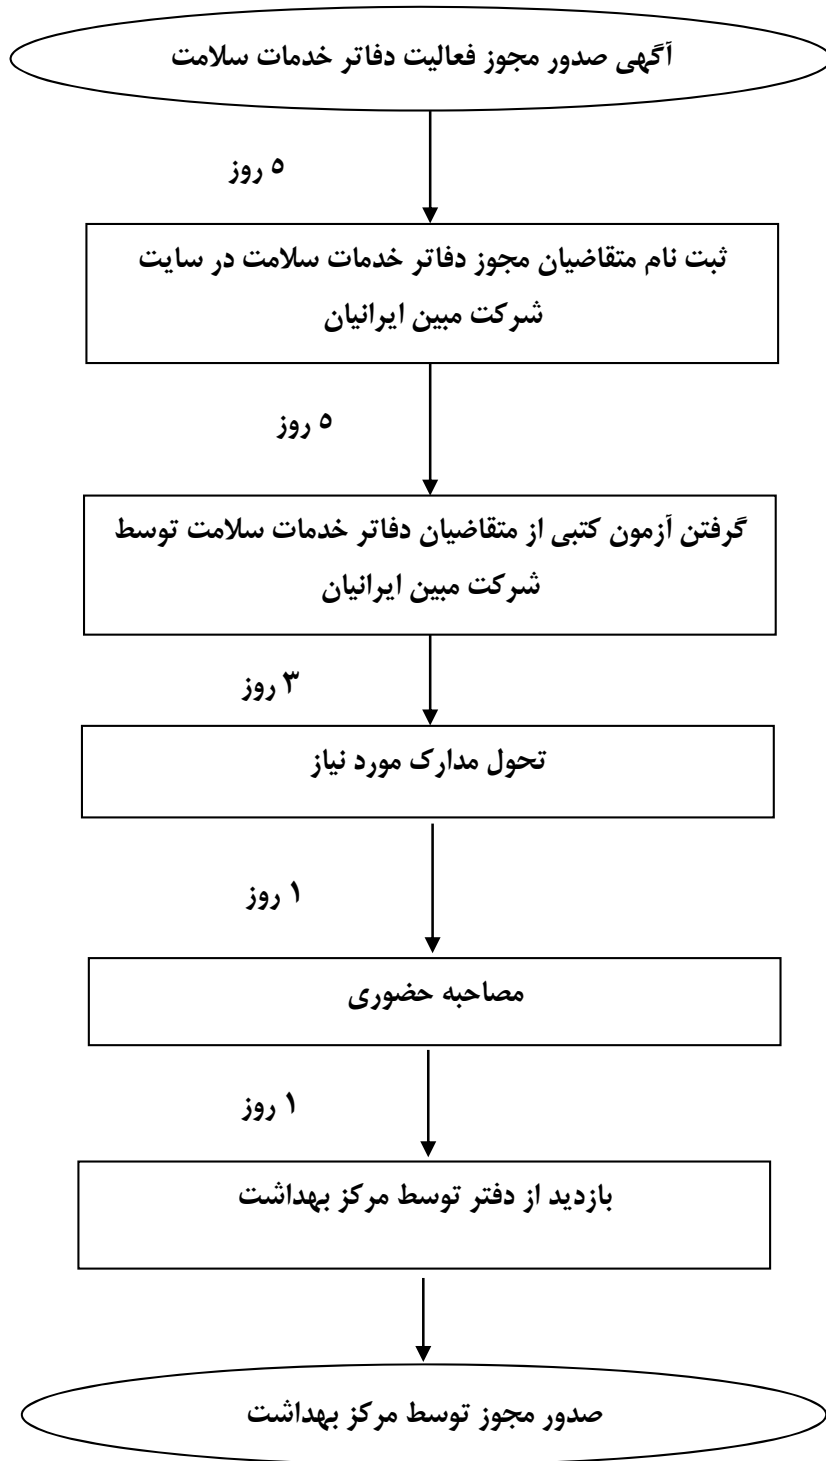 آگهی صدور مجوز فعالیت دفاتر خدمات سلامت
۵ روز
ثبت نام متقاضیان مجوز دفاتر خدمات سلامت در سایت
شرکت مبین ایرانیان
۵ روز
گرفتن آزمون کتبی از متقاضیان دفاتر خدمات سلامت توسط
شرکت مبین ایرانیان
۳ روز
تحول مدارک مورد نیاز
۱ روز
مصاحبه حضوری
۱ روز
بازدید از دفتر توسط مرکز بهداشت
صدور مجوز توسط مرکز بهداشت